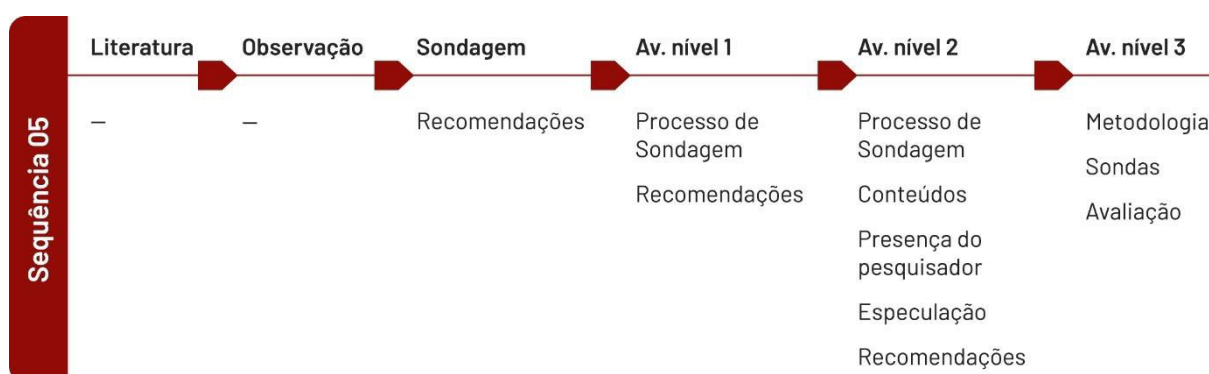 Sequência 05
Literatura
Observação
Sondagem
Av. nível 1
Av. nível 2
Av. nível 3
—
—
Recomendações
Processo de
Sondagem
Recomendações
Processo de
Sondagem
Conteúdos
Presença do
pesquisador
Especulação
Recomendações
Metodologia
Sondas
Avaliação